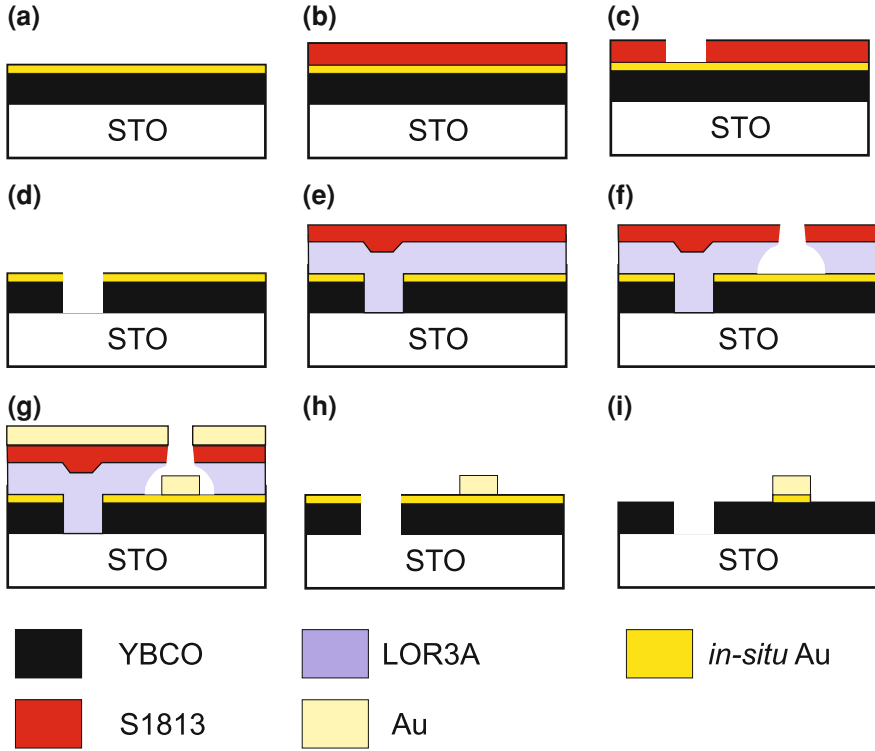 (a)
(b)
(c)
STO
STO
STO
(d)
(e)
(f)
STO
STO
STO
(g)
(h)
(i)
STO
STO
STO
YBCO
LOR3A
in-situ Au
S1813
Au